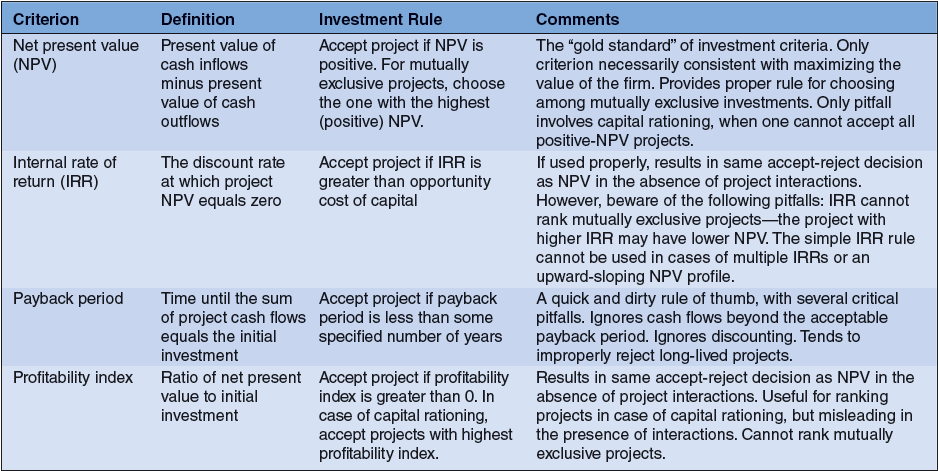 Criterion Definition Investment Rule Comments
Net present value Present value of Accept project if NPV is The “gold standard” of investment criteria. Only
(NPV) cash inflows positive. For mutually criterion necessarily consistent with maximizing the
minus present exclusive projects, choose value of the firm. Provides proper rule for choosing
value of cash the one with the highest among mutually exclusive investments. Only pitfall
outflows (positive) NPV. involves capital rationing, when one cannot accept all
positive-NPV projects.
Internal rate of The discount rate Accept project if IRR is If used properly, results in same accept-reject decision
return (IRR) at which project greater than opportunity as NPV in the absence of project interactions.
NPV equals zero cost of capital However, beware of the following pitfalls: IRR cannot
rank mutually exclusive projects—the project with
higher IRR may have lower NPV. The simple IRR rule
cannot be used in cases of multiple IRRs or an
upward-sloping NPV profile.
Payback period Time until the sum Accept project if payback A quick and dirty rule of thumb, with several critical
of project cash flows period is less than some pitfalls. Ignores cash flows beyond the acceptable
equals the initial specified number of years payback period. Ignores discounting. Tends to
investment improperly reject long-lived projects.
Profitability index Ratio of net present Accept project if profitability Results in same accept-reject decision as NPV in the
value to initial index is greater than 0. In absence of project interactions. Useful for ranking
investment case of capital rationing, projects in case of capital rationing, but misleading in
accept projects with highest the presence of interactions. Cannot rank mutually
profitability index. exclusive projects.